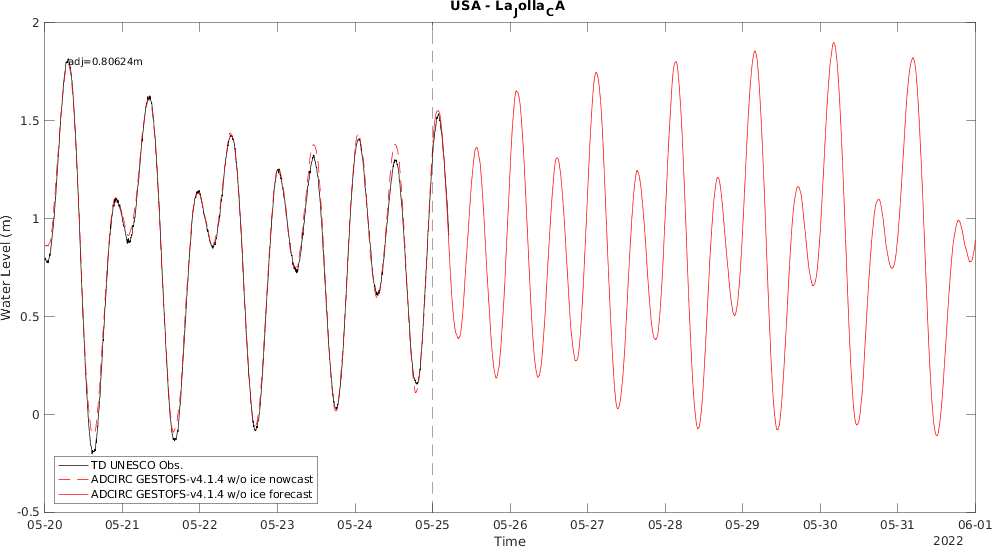 USA - LaJollaCA
adj=0.80624m
Water Level (m)
2
1.5
1
0.5
0
-0.5
TD UNESCO Obs.
ADCIRC GESTOFS-v4.1.4 w/o ice nowcast
ADCIRC GESTOFS-v4.1.4 w/o ice forecast
05-20 05-21 05-22 05-23 05-24 05-25 05-26 05-27 05-28 05-29 05-30 05-31 06-01
Time
2022